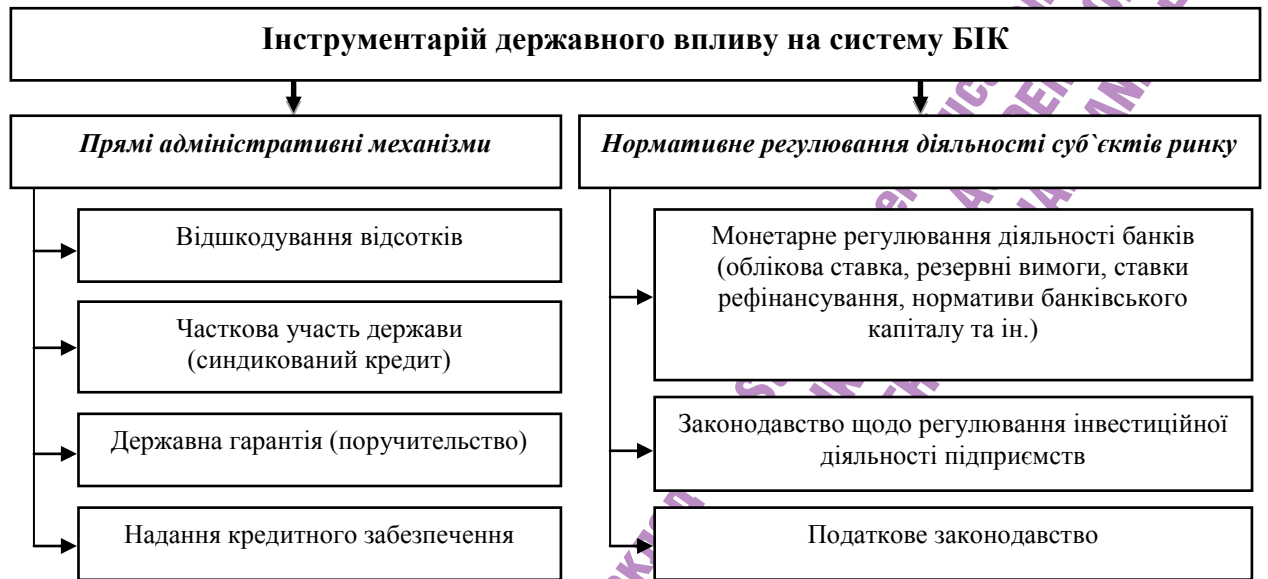 Інструментарій державного впливу на систему БІК
Прямі адміністративні механізми
Відшкодування відсотків
Часткова участь держави
(синдикований кредит)
Державна гарантія (поручительство)
Надання кредитного забезпечення
Нормативне регулювання діяльності суб`єктів ринку
Монетарне регулювання діяльності банків
(облікова ставка, резервні вимоги, ставки
рефінансування, нормативи банківського
капіталу та ін.)
Законодавство щодо регулювання інвестиційної
діяльності підприємств
Податкове законодавство